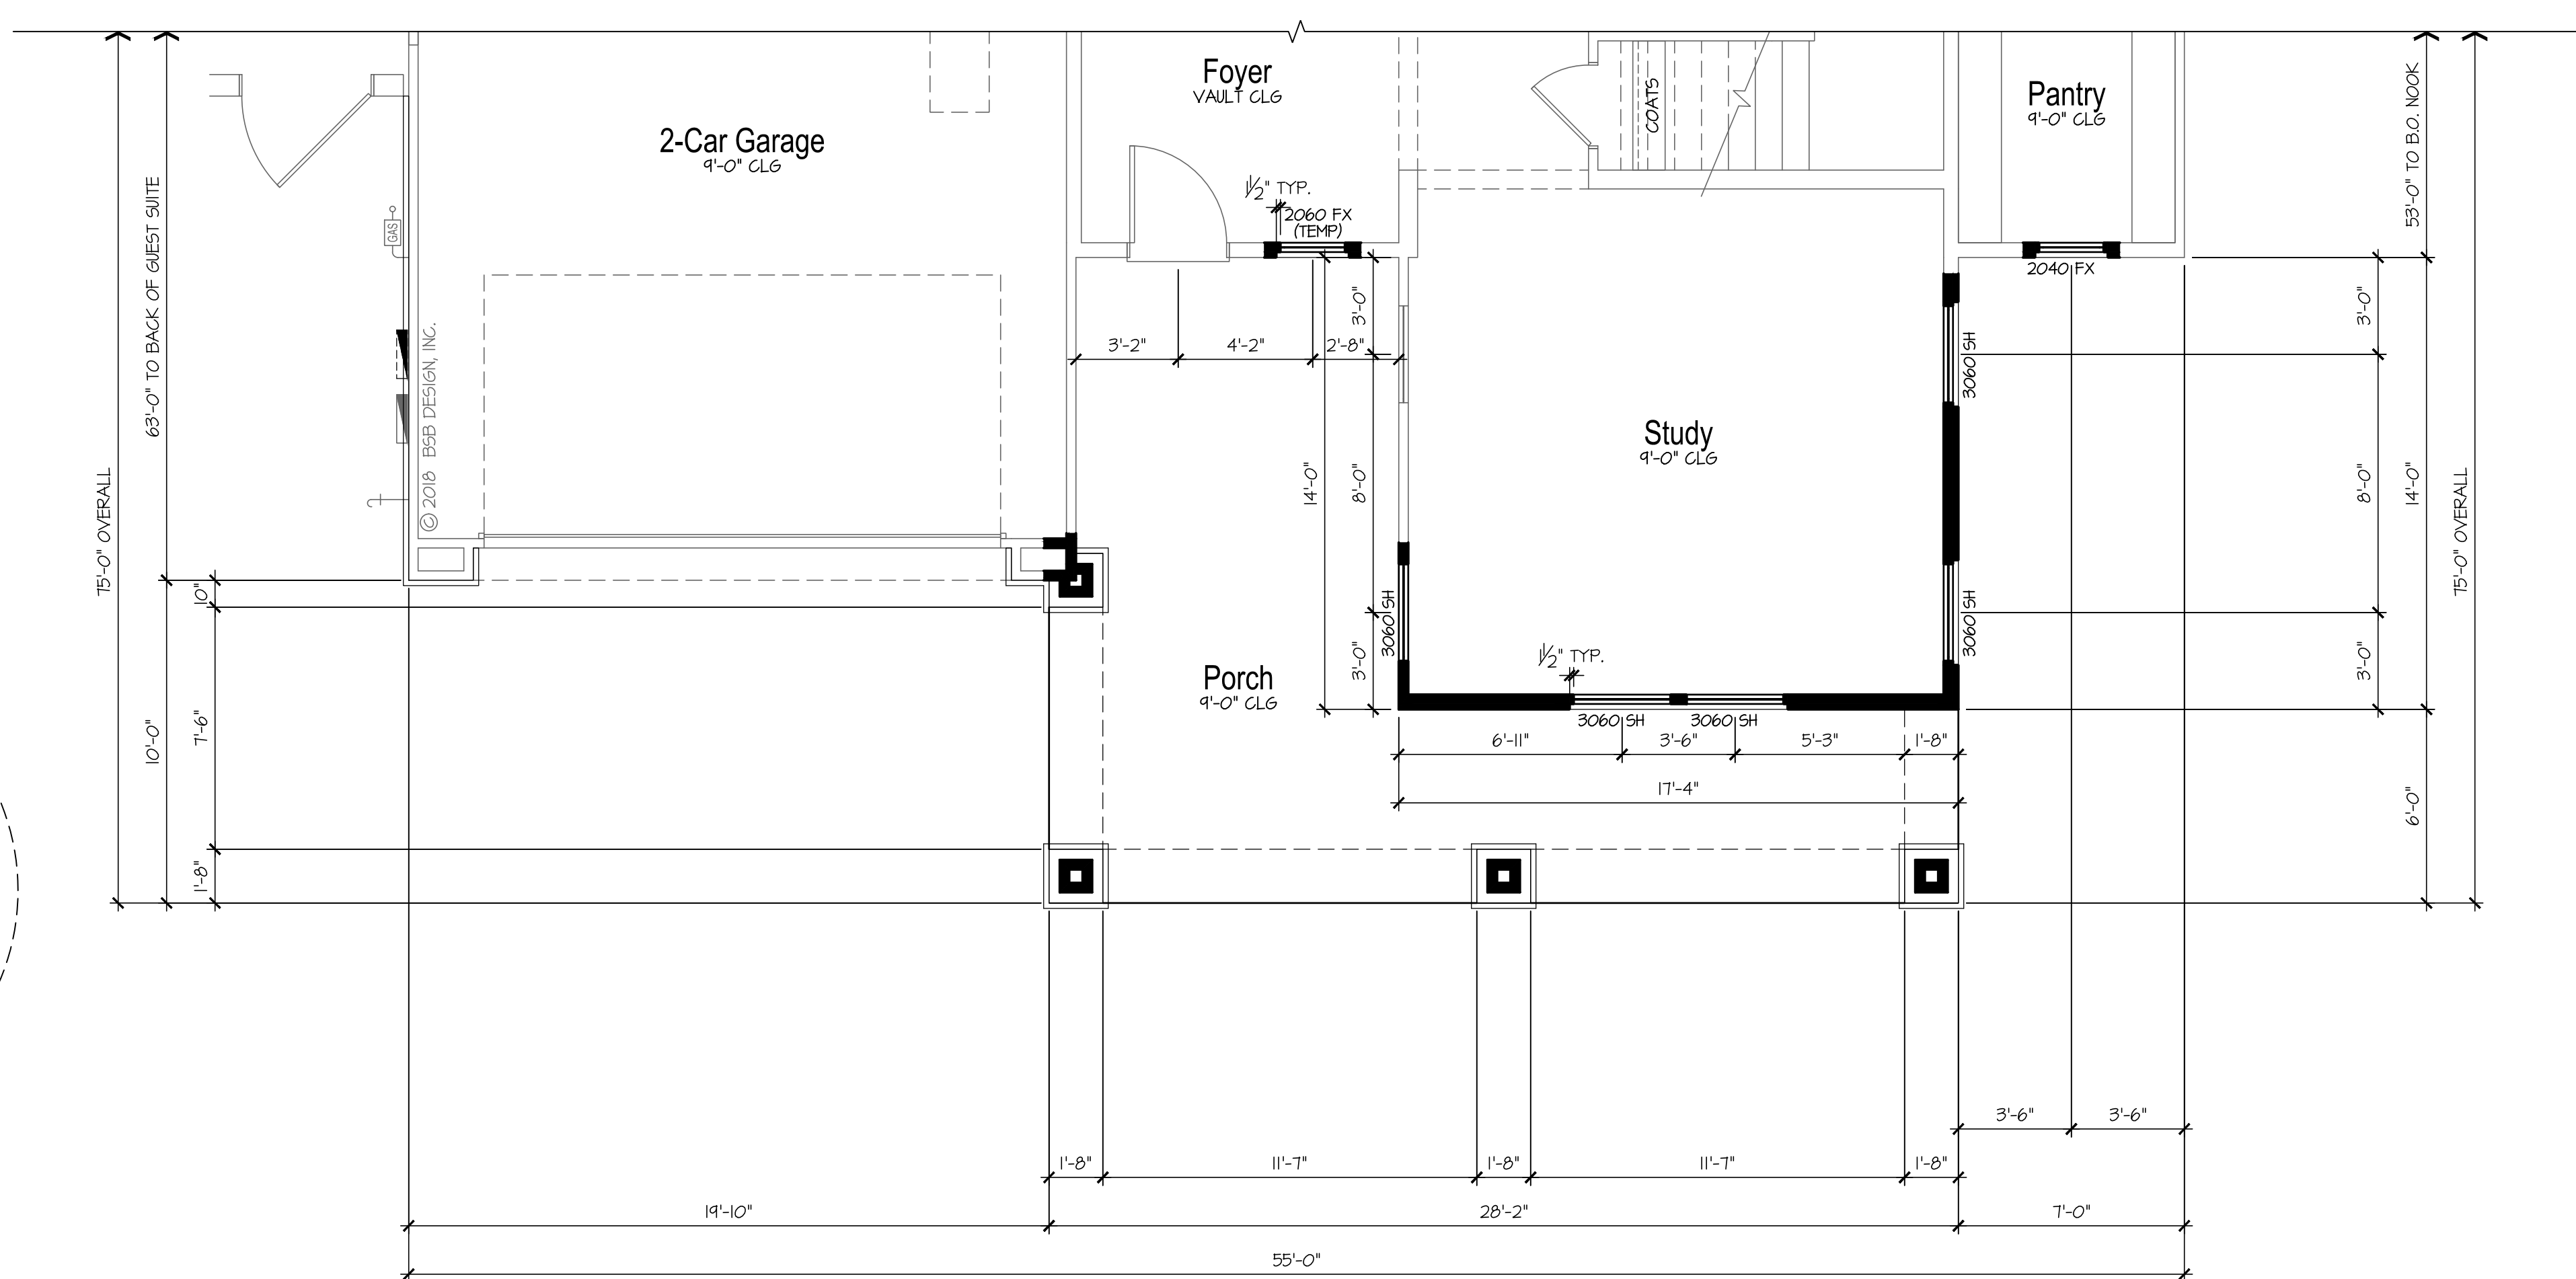 Foyer
VAULT CLG
2-Car Garage
9'-0" CLG
COATS
Pantry
9'-0" CLG
53'-0" TO B.O. NOOK
63'-0" TO BACK OF GUEST SUITE
GAS
1 1/2" TYP.
2060 FX
(TEMP)
2040 FX
© 2018 BSB DESIGN, INC.
3'-2"
4'-2"
2'-8"
3'-0"
8'-0"
3'-0"
14'-0"
3060 SH
Study
9'-0" CLG
3060 SH
3060 SH
3'-0"
8'-0"
3'-0"
14'-0"
6'-0"
75'-0" OVERALL
75'-0" OVERALL
10"
7'-6"
1'-8"
10'-0"
Porch
9'-0" CLG
1 1/2" TYP.
3060 SH
3060 SH
6'-11"
3'-6"
5'-3"
1'-8"
17'-4"
3'-6"
3'-6"
1'-8"
11'-7"
1'-8"
11'-7"
1'-8"
19'-10"
28'-2"
7'-0"
55'-0"